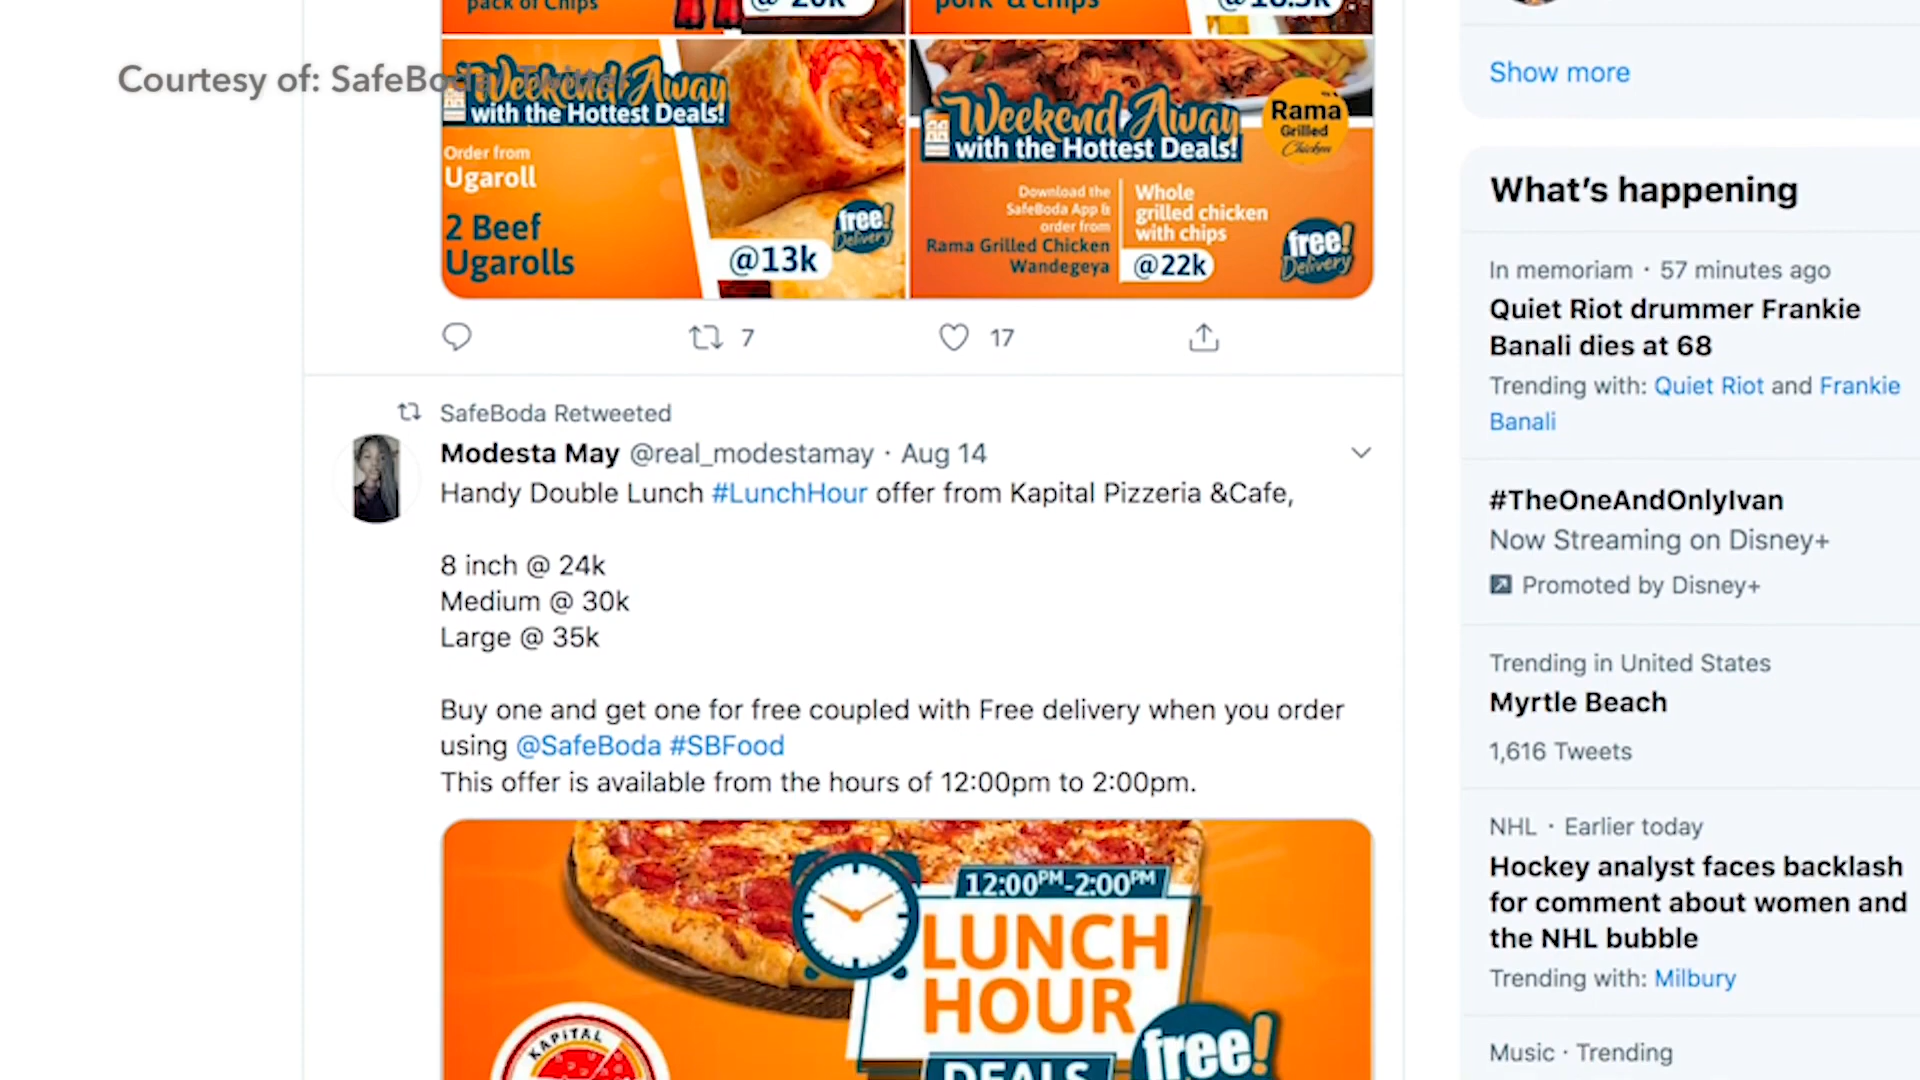 pack of Chips
@ 20k
pork & chips
@18.5k
Courtesy of: SafeBoda/ Twitter
Weekend Away
with the Hottest Deals!
Order from
Ugaroll
2 Beef
Ugarolls
@13k
free!
Delivery
Weekend Away
with the Hottest Deals!
Rama
Grilled
Chicken
Download the
SafeBoda App &
order from
Rama Grilled Chicken
Wandegeya
Whole
grilled chicken
with chips
@22k
free!
Delivery
7
17
SafeBoda Retweeted
Modesta May @real_modestamay · Aug 14
Handy Double Lunch #LunchHour offer from Kapital Pizzeria &Cafe,
8 inch @ 24k
Medium @ 30k
Large @ 35k
Buy one and get one for free coupled with Free delivery when you order
using @SafeBoda #SBFood
This offer is available from the hours of 12:00pm to 2:00pm.
12:00PM-2:00PM
LUNCH
HOUR
DEALS
free!
KAPITAL
Show more
What's happening
In memoriam · 57 minutes ago
Quiet Riot drummer Frankie
Banali dies at 68
Trending with: Quiet Riot and Frankie
Banali
#TheOneAndOnlyIvan
Now Streaming on Disney+
Promoted by Disney+
Trending in United States
Myrtle Beach
1,616 Tweets
NHL · Earlier today
Hockey analyst faces backlash
for comment about women and
the NHL bubble
Trending with: Milbury
Music · Trending